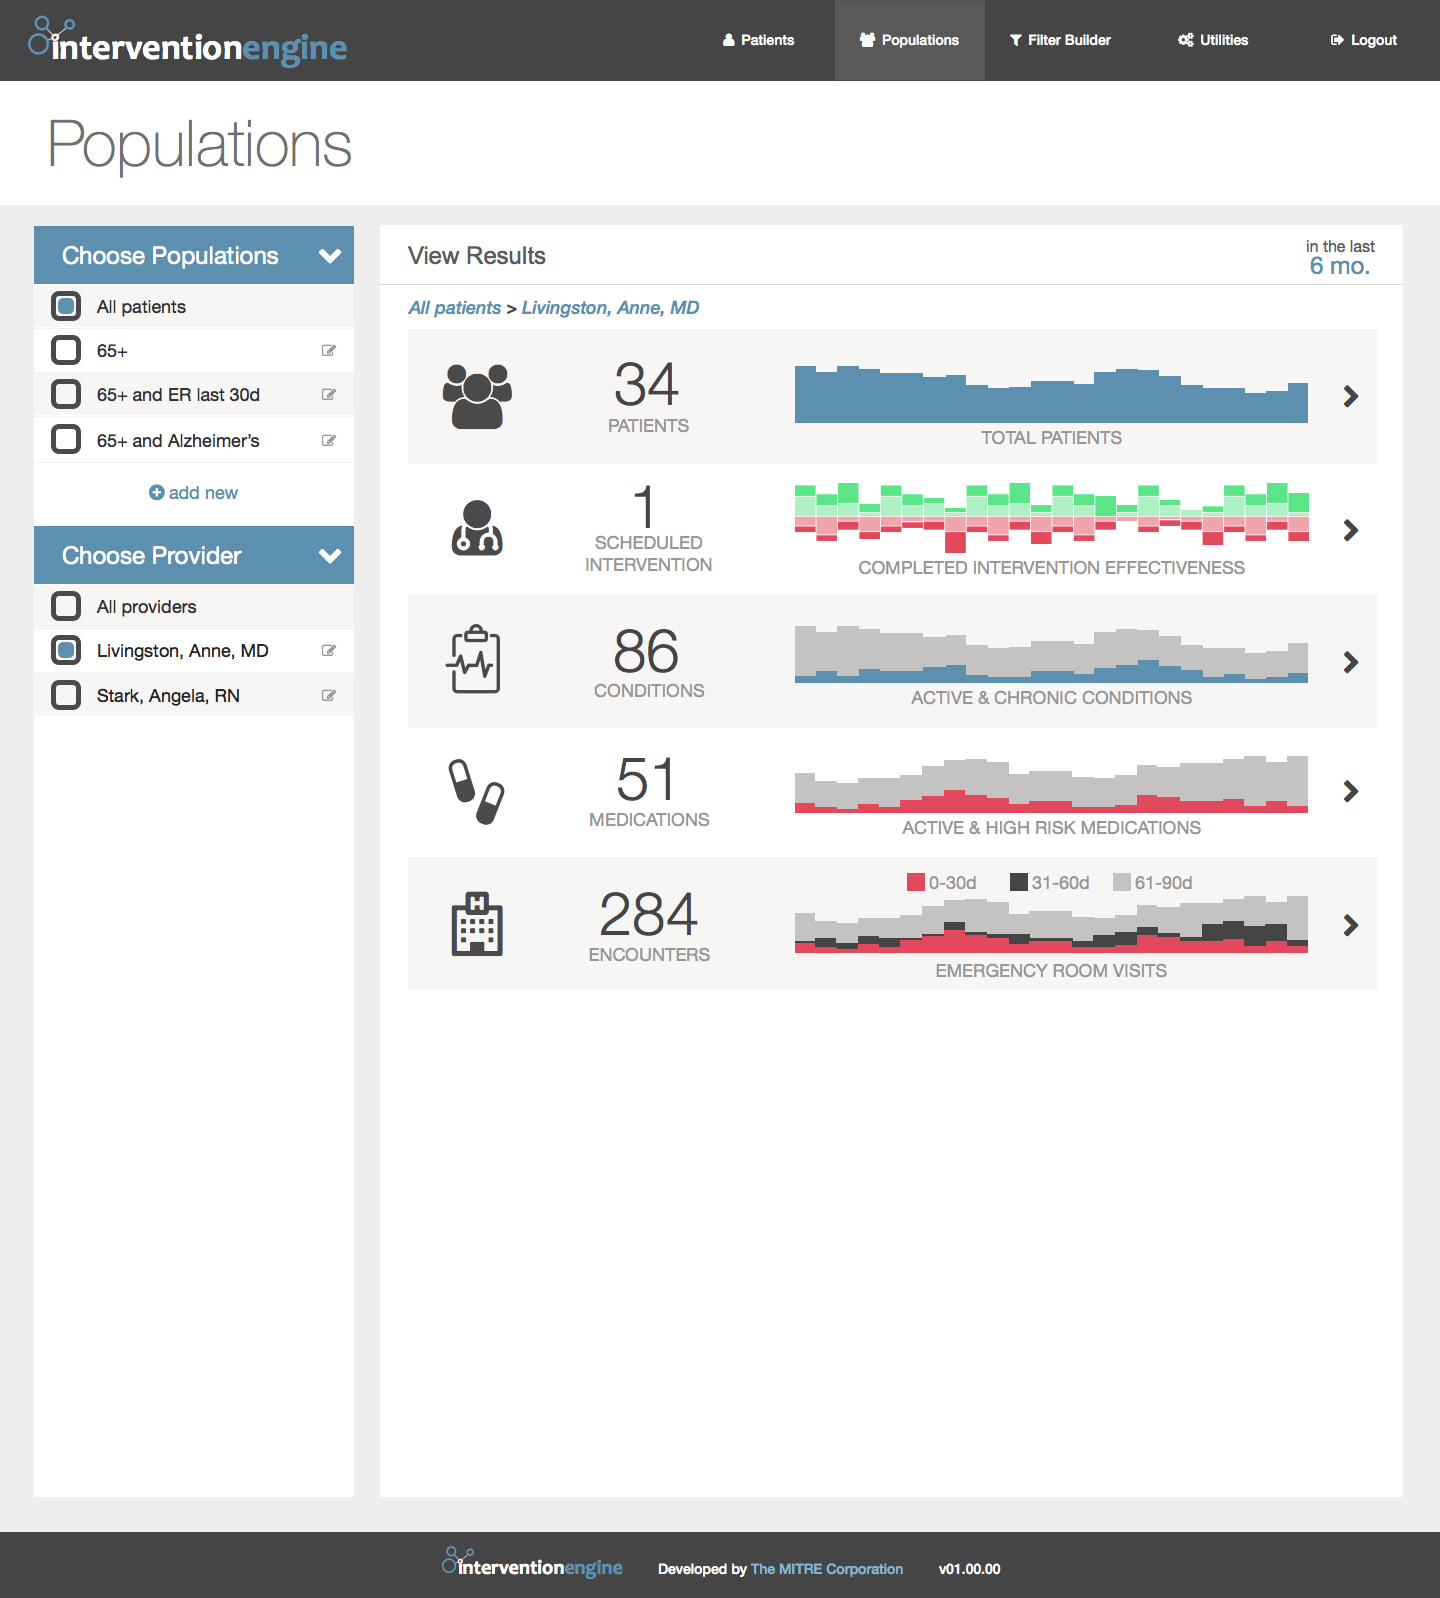 interventionengine
Patients
Populations
Filter Builder
Utilities
Logout
Populations
Choose Populations
All patients
65+
65+ and ER last 30d
65+ and Alzheimer's
add new
Choose Provider
All providers
Livingston, Anne, MD
Stark, Angela, RN
View Results
in the last
6 mo.
All patients > Livingston, Anne, MD
34
PATIENTS
TOTAL PATIENTS
1
SCHEDULED
INTERVENTION
COMPLETED INTERVENTION EFFECTIVENESS
86
CONDITIONS
ACTIVE & CHRONIC CONDITIONS
51
MEDICATIONS
ACTIVE & HIGH RISK MEDICATIONS
H
284
ENCOUNTERS
0-30d 31-60d 61-90d
EMERGENCY ROOM VISITS
interventionengine
Developed by The MITRE Corporation
v01.00.00